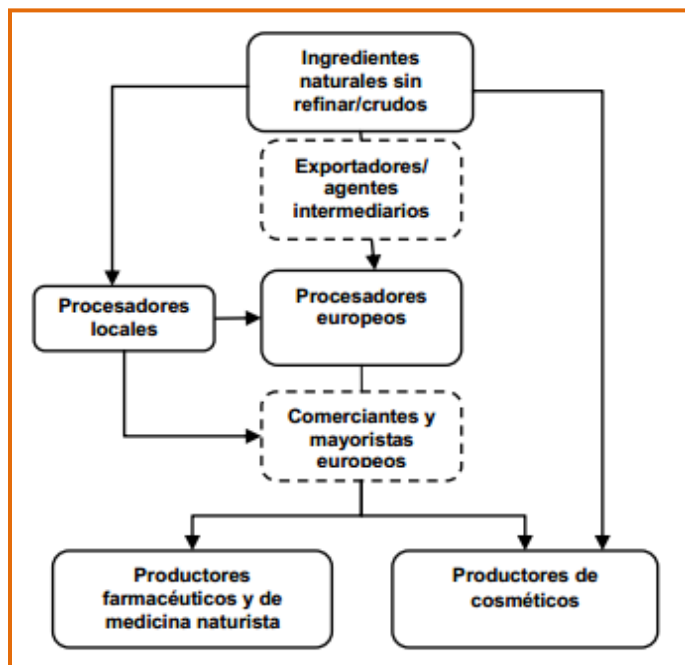 Ingredientes
naturales sin
refinar/crudos
Exportadores/
agentes
intermediarios
Procesadores
locales
Procesadores
europeos
Comerciantes y
mayoristas
europeos
Productores
farmacéuticos y de
medicina naturista
Productores de
cosméticos